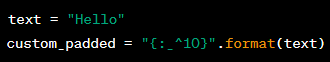 text = "Hello"
custom_padded = "{:_^10}".format(text)